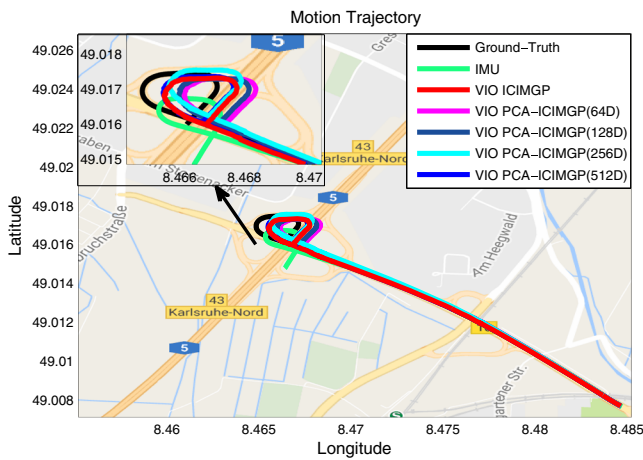 Motion Trajectory
49.026
49.024
49.022
49.02
49.018
49.016
49.014
49.012
49.01
49.008
Latitude
8.46
8.465
8.47
8.475
8.48
8.485
Longitude
49.018
49.017
49.016
49.015
8.466
8.468
8.47
5
Ground-Truth
IMU
VIO ICIMGP
VIO PCA-ICIMGP(64D)
VIO PCA-ICIMGP(128D)
VIO PCA-ICIMGP(256D)
VIO PCA-ICIMGP(512D)
43
Karlsruhe-Nord
5
Am Heegwald
bruchstraße
43
Karlsruhe-Nord
5
gartener Str.
S